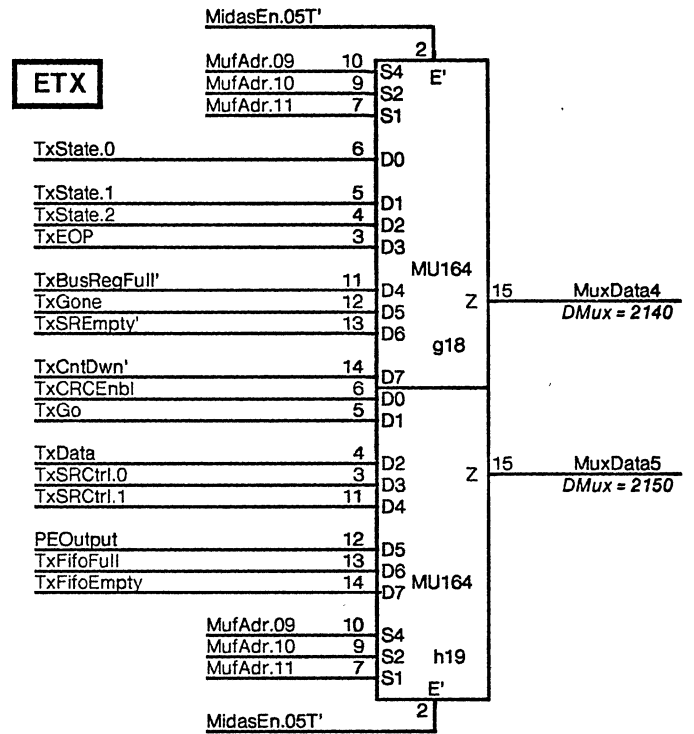 MidasEn.05T'
2
E'
ETX
MufAdr.09 10 S4
MufAdr.10 9 S2
MufAdr.11 7 S1
TxState.0 6 D0
TxState.1 5 D1
TxState.2 4 D2
TxEOP 3 D3
MU164
TxBusRegFull' 11 D4
TxGone 12 D5
TxSREmpty' 13 D6
Z 15 MuxData4
DMux = 2140
g18
TxCntDwn' 14 D7
TxCRCEnbl 6 D0
TxGo 5 D1
TxData 4 D2
TxSRCtrl.0 3 D3
TxSRCtrl.1 11 D4
Z 15 MuxData5
DMux = 2150
PEOutput 12 D5
TxFifoFull 13 D6
TxFifoEmpty 14 D7
MU164
MufAdr.09 10 S4
MufAdr.10 9 S2
MufAdr.11 7 S1
h19
E'
2
MidasEn.05T'